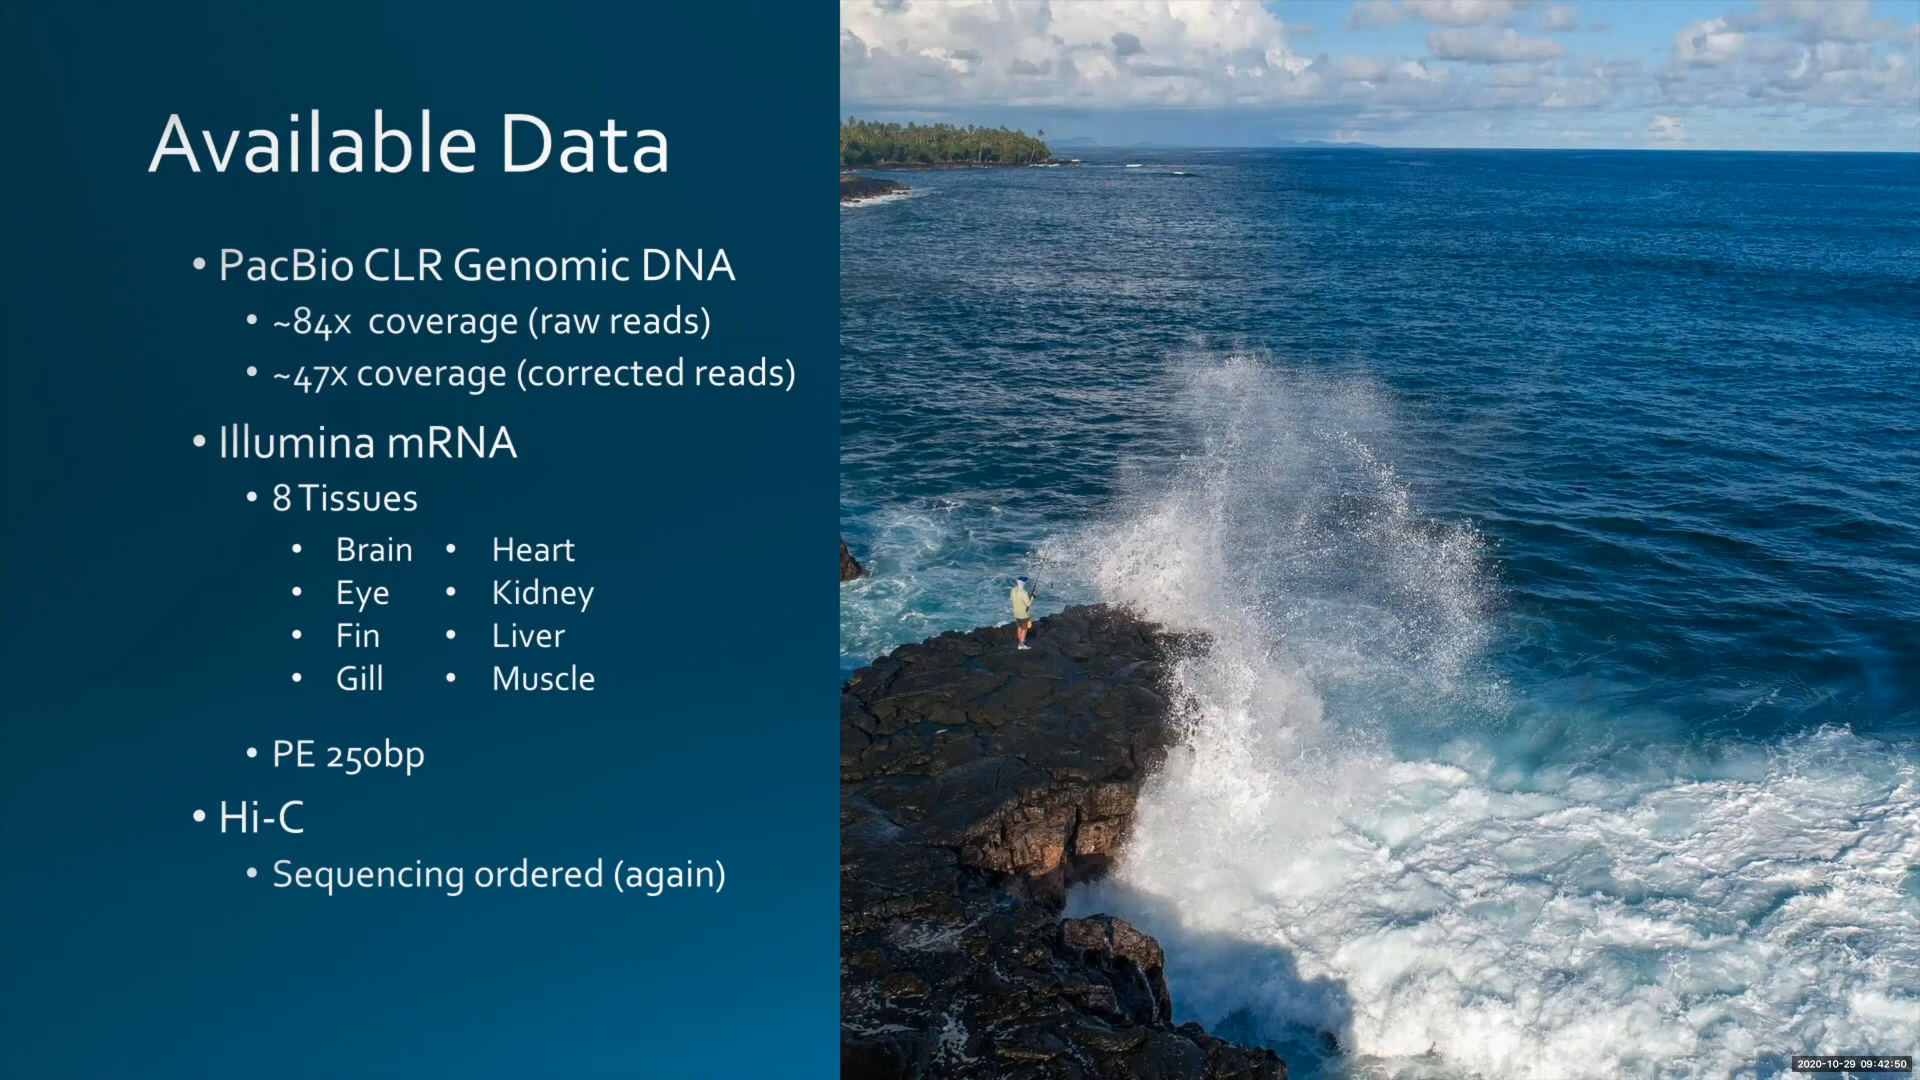 Available Data
• PacBio CLR Genomic DNA
• ~84x coverage (raw reads)
• ~47x coverage (corrected reads)
• Illumina mRNA
• 8 Tissues
• Brain • Heart
• Eye • Kidney
• Fin • Liver
• Gill • Muscle
• PE 250bp
• Hi-C
• Sequencing ordered (again)
2020-10-29 09:42:50